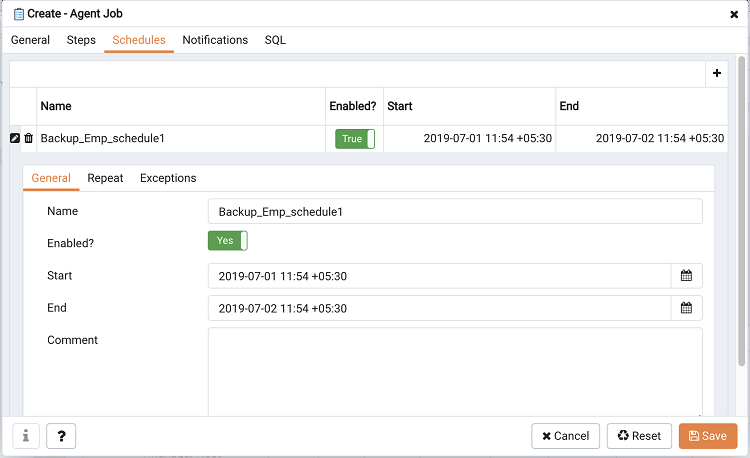 Create - Agent Job
General Steps Schedules Notifications SQL
Name Enabled? Start End
Backup_Emp_schedule1 True 2019-07-01 11:54 +05:30 2019-07-02 11:54 +05:30
General Repeat Exceptions
Name Backup_Emp_schedule1
Enabled? Yes
Start 2019-07-01 11:54 +05:30
End 2019-07-02 11:54 +05:30
Comment
Cancel Reset Save